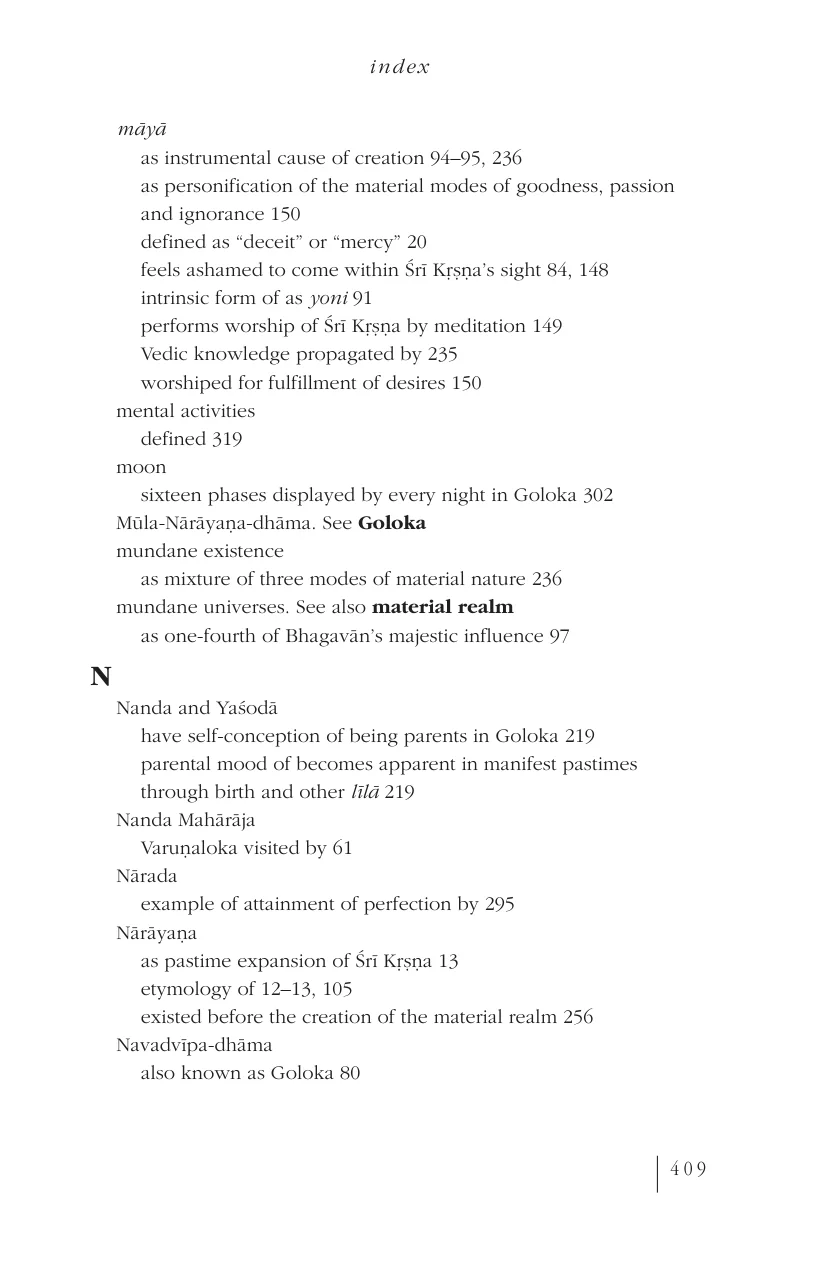 index
māyā
as instrumental cause of creation 94–95, 236
as personification of the material modes of goodness, passion
and ignorance 150
defined as “deceit” or “mercy” 20
feels ashamed to come within Śrī Kṛṣṇa’s sight 84, 148
intrinsic form of as yoni 91
performs worship of Śrī Kṛṣṇa by meditation 149
Vedic knowledge propagated by 235
worshiped for fulfillment of desires 150
mental activities
defined 319
moon
sixteen phases displayed by every night in Goloka 302
Mūla-Nārāyaṇa-dhāma. See Goloka
mundane existence
as mixture of three modes of material nature 236
mundane universes. See also material realm
as one-fourth of Bhagavān’s majestic influence 97
N
Nanda and Yaśodā
have self-conception of being parents in Goloka 219
parental mood of becomes apparent in manifest pastimes
through birth and other līlā 219
Nanda Mahārāja
Varuṇaloka visited by 61
Nārada
example of attainment of perfection by 295
Nārāyaṇa
as pastime expansion of Śrī Kṛṣṇa 13
etymology of 12–13, 105
existed before the creation of the material realm 256
Navadvīpa-dhāma
also known as Goloka 80
409